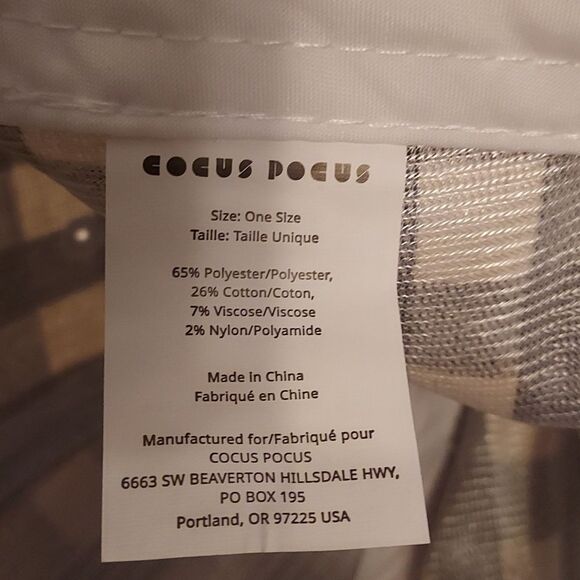 COCUS POCUS
Size: One Size
Taille: Taille Unique
65% Polyester/Polyester,
26% Cotton/Coton,
7% Viscose/Viscose
2% Nylon/Polyamide
Made in China
Fabriqué en Chine
Manufactured for/Fabriqué pour
COCUS POCUS
6663 SW BEAVERTON HILLSDALE HWY,
PO BOX 195
Portland, OR 97225 USA